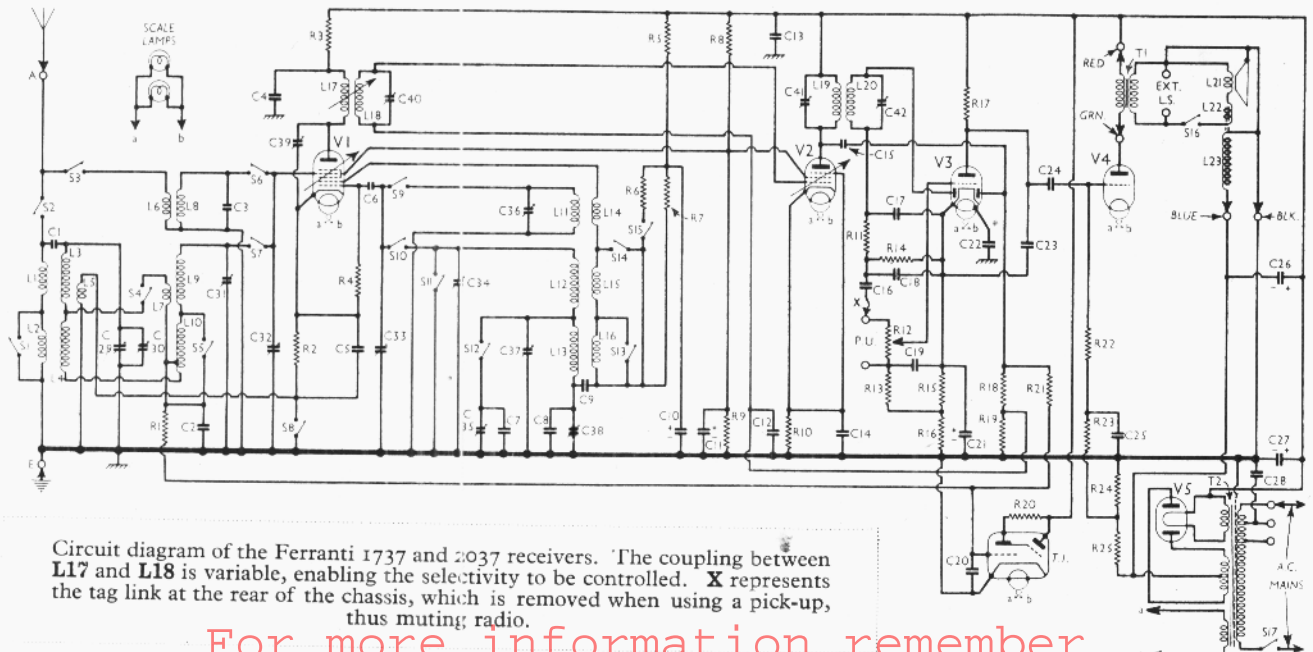 SCALE
LAMPS
A
a b
R3
C4
L17
L18
C40
C39
V1
R5
R8
C13
C41
L19
L20
C42
C15
R17
RED
T1
EXT.
L.S.
L21
L22
S16
GRN
L23
V2
V3
V4
C24
BLUE
BLK.
S3
S2
L6
L8
C3
S6
S7
C6
S9
S10
C36
L11
L14
R6
S15
R7
S14
C17
R11
R14
C18
C16
C22
C23
C26
- +
C1
L1
L3
L5
S4
L7
L9
L10
S5
L2
S1
L4
C
29
C
30
C31
C32
R4
R2
C5
C33
S11
C34
L12
L15
L13
L16
S12
C37
S13
C9
X
P.U.
R12
C19
R13
R15
R18
R21
R22
R1
C2
S8
C
35
C7
C8
C38
C10
C11
R9
C12
R10
C14
R16
C21
R19
R23
C25
C27
- +
C28
E
R20
C20
T.I.
R24
R25
V5
T2
A.C.
MAINS
S17
a
a b
Circuit diagram of the Ferranti 1737 and 2037 receivers. The coupling between
L17 and L18 is variable, enabling the selectivity to be controlled. X represents
the tag link at the rear of the chassis, which is removed when using a pick-up,
thus muting radio.
For more information remember